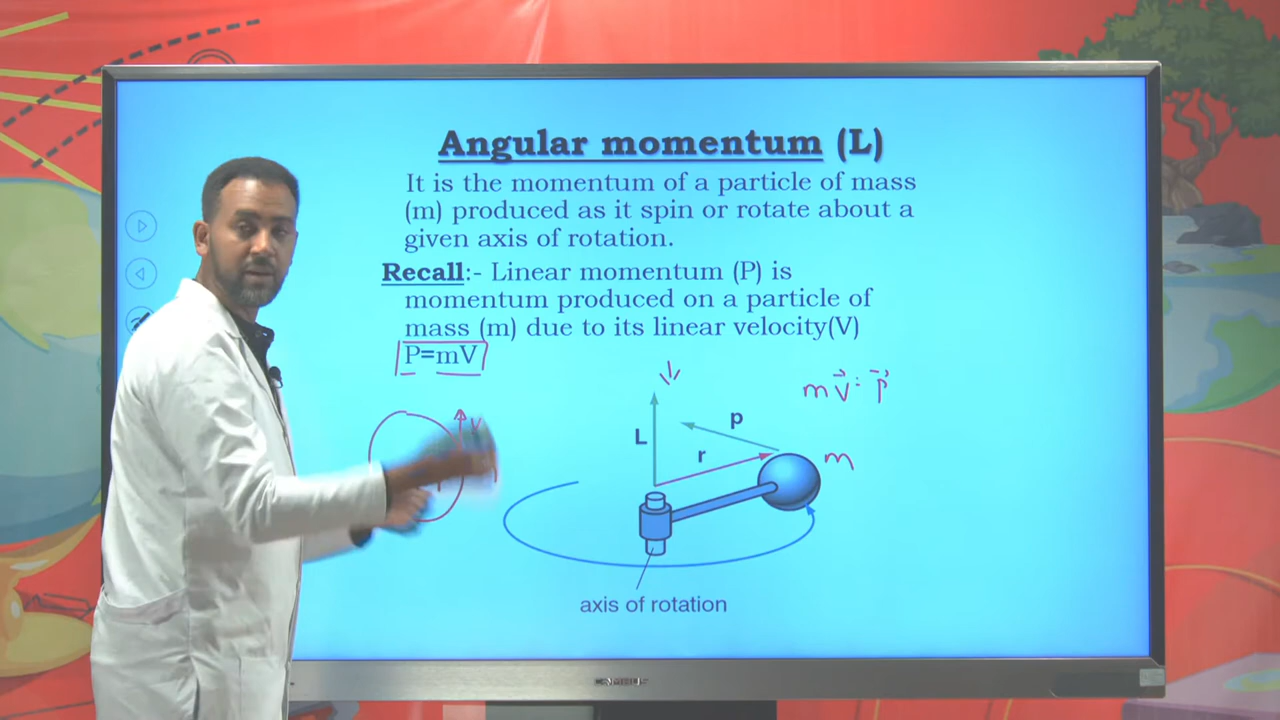 Angular momentum (L)
It is the momentum of a particle of mass
(m) produced as it spin or rotate about a
given axis of rotation.
Recall:- Linear momentum (P) is
momentum produced on a particle of
mass (m) due to its linear velocity(V)
P=mV
m v⃗ : p⃗
p
L
r
m
v
axis of rotation